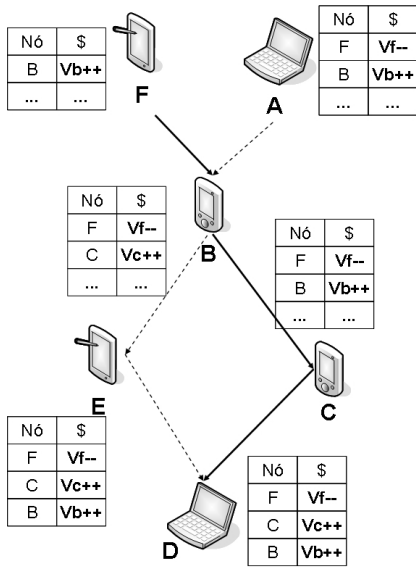 Nó $
B Vb++
... ...
F
A
Nó $
F Vf--
B Vb++
... ...
Nó $
F Vf--
C Vc++
... ...
B
Nó $
F Vf--
B Vb++
... ...
E
C
Nó $
F Vf--
C Vc++
B Vb++
D
Nó $
F Vf--
C Vc++
B Vb++